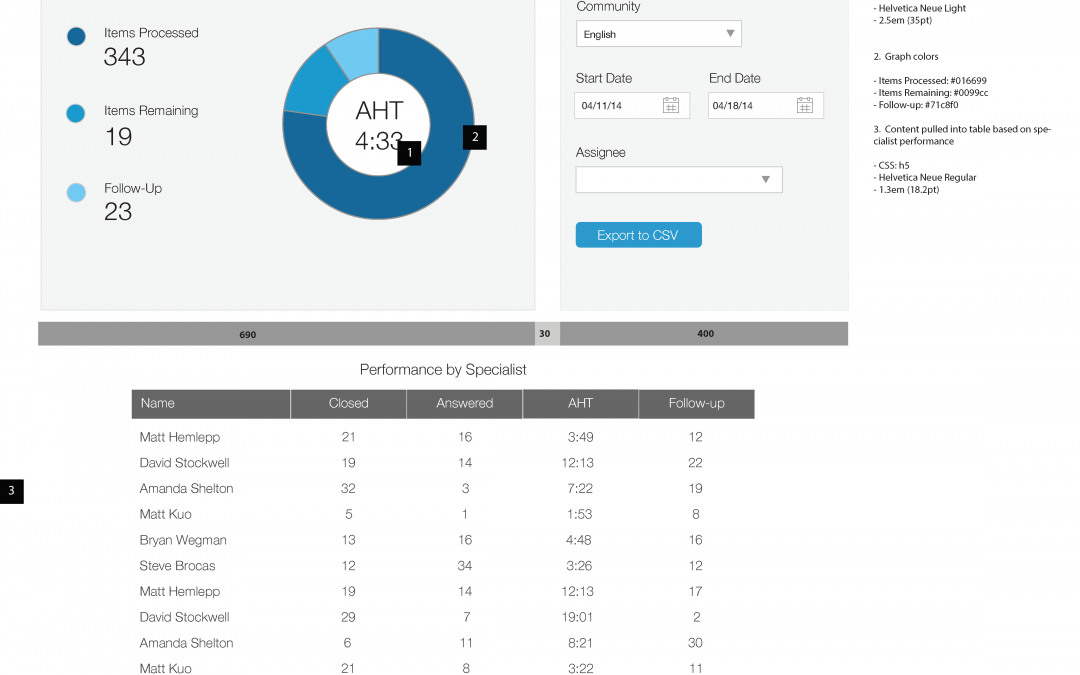 Items Processed
343
Items Remaining
19
Follow-Up
23
AHT
4:33
1
2
Community
English
Start Date
End Date
04/11/14
04/18/14
Assignee
Export to CSV
- Helvetica Neue Light
- 2.5em (35pt)
2. Graph colors
- Items Processed: #016699
- Items Remaining: #0099cc
- Follow-up: #71c8f0
3. Content pulled into table based on spe-
cialist performance
- CSS: h5
- Helvetica Neue Regular
- 1.3em (18.2pt)
690 30 400
Performance by Specialist
Name Closed Answered AHT Follow-up
Matt Hemlepp 21 16 3:49 12
David Stockwell 19 14 12:13 22
Amanda Shelton 32 3 7:22 19
3
Matt Kuo 5 1 1:53 8
Bryan Wegman 13 16 4:48 16
Steve Brocas 12 34 3:26 12
Matt Hemlepp 19 14 12:13 17
David Stockwell 29 7 19:01 2
Amanda Shelton 6 11 8:21 30
Matt Kuo 21 8 3:22 11